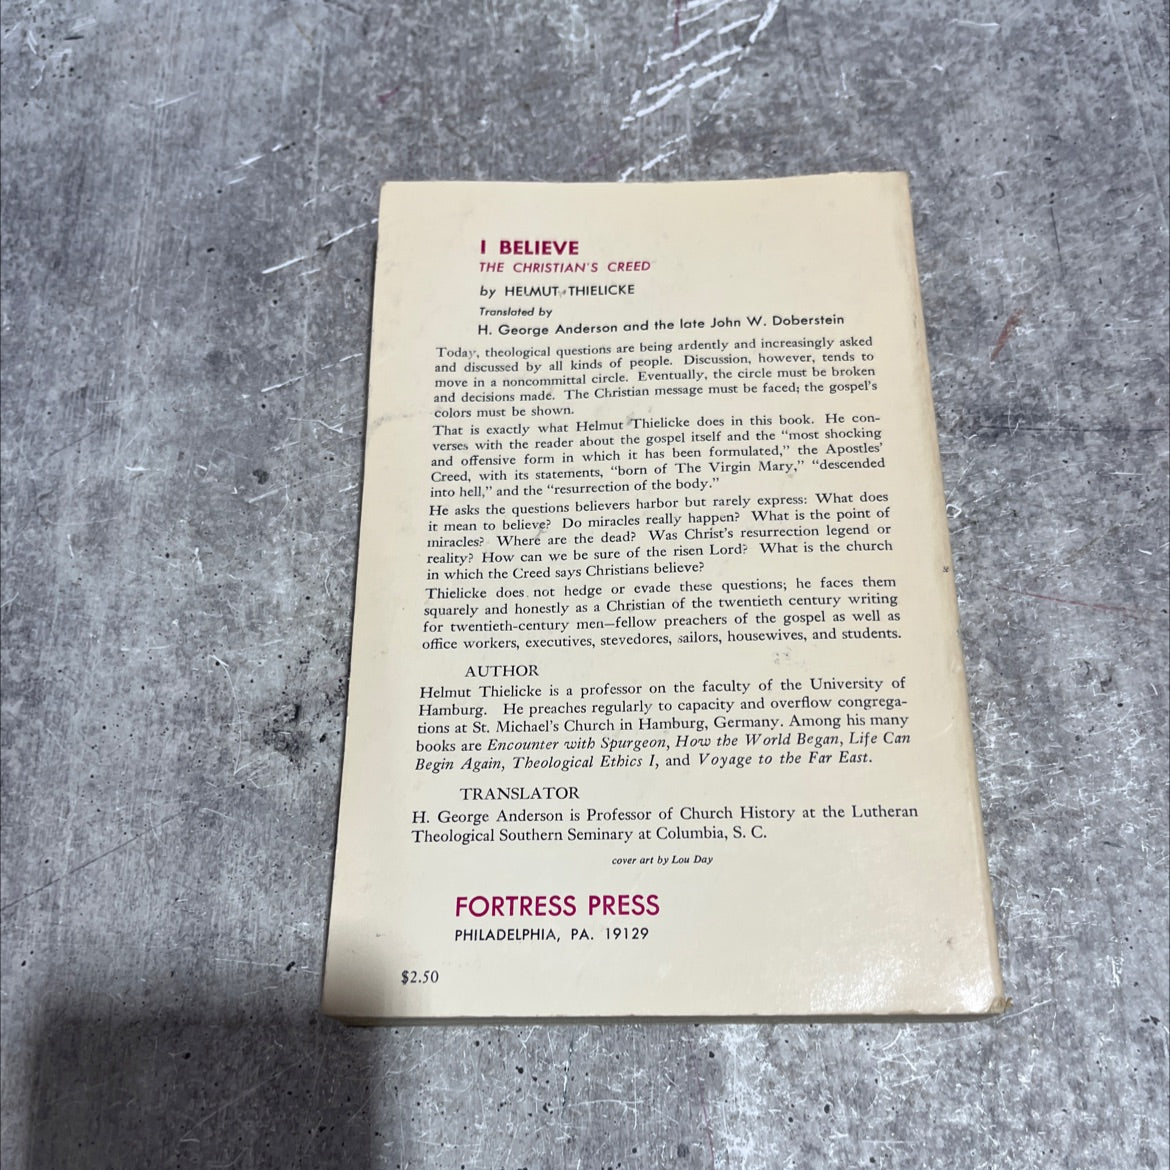 I BELIEVE
THE CHRISTIAN'S CREED
by HELMUT THIELICKE
Translated by
H. George Anderson and the late John W. Doberstein
Today, theological questions are being ardently and increasingly asked
and discussed by all kinds of people. Discussion, however, tends to
move in a noncommittal circle. Eventually, the circle must be broken
and decisions made. The Christian message must be faced; the gospel's
colors must be shown.
That is exactly what Helmut Thielicke does in this book. He con-
verses with the reader about the gospel itself and the “most shocking
and offensive form in which it has been formulated,” the Apostles'
Creed, with its statements, “born of The Virgin Mary,” “descended
into hell,” and the “resurrection of the body.”
He asks the questions believers harbor but rarely express: What does
it mean to believe? Do miracles really happen? What is the point of
miracles? Where are the dead? Was Christ's resurrection legend or
reality? How can we be sure of the risen Lord? What is the church
in which the Creed says Christians believe?
Thielicke does not hedge or evade these questions; he faces them
squarely and honestly as a Christian of the twentieth century writing
for twentieth-century men—fellow preachers of the gospel as well as
office workers, executives, stevedores, sailors, housewives, and students.
AUTHOR
Helmut Thielicke is a professor on the faculty of the University of
Hamburg. He preaches regularly to capacity and overflow congrega-
tions at St. Michael's Church in Hamburg, Germany. Among his many
books are Encounter with Spurgeon, How the World Began, Life Can
Begin Again, Theological Ethics I, and Voyage to the Far East.
TRANSLATOR
H. George Anderson is Professor of Church History at the Lutheran
Theological Southern Seminary at Columbia, S. C.
cover art by Lou Day
FORTRESS PRESS
PHILADELPHIA, PA. 19129
$2.50